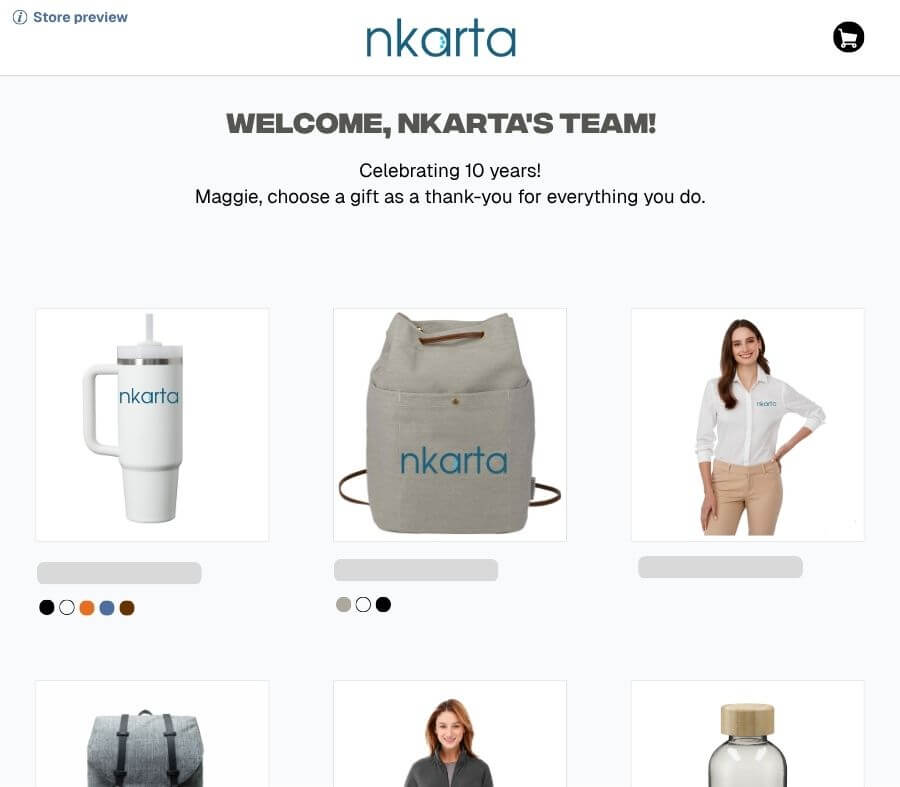 Store preview
nkarta
WELCOME, NKARTA'S TEAM!
Celebrating 10 years!
Maggie, choose a gift as a thank-you for everything you do.
nkarta
nkarta
nkarta